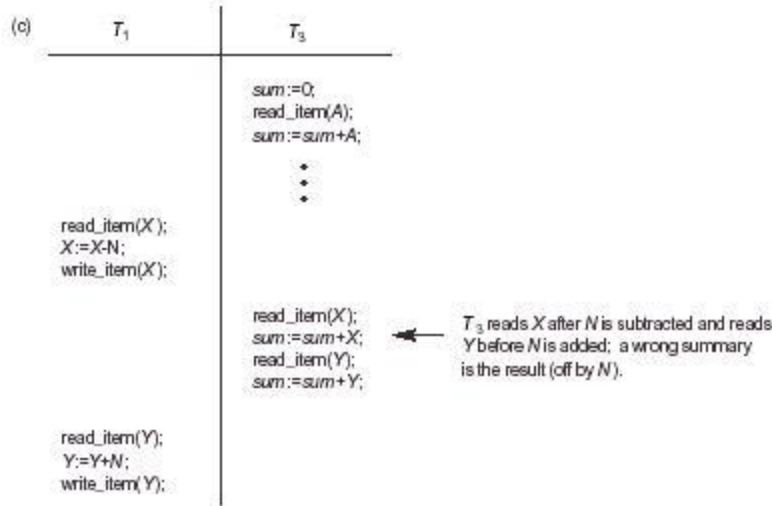 (c)
T1
T3
sum:=0;
read_item(A);
sum:=sum+A;
read_item(X);
X:=X-N;
write_item(X);
read_item(X);
sum:=sum+X;
read_item(Y);
sum:=sum+Y;
T3 reads X after N is subtracted and reads
Y before N is added; a wrong summary
is the result (off by N).
read_item(Y);
Y:=Y+N;
write_item(Y);